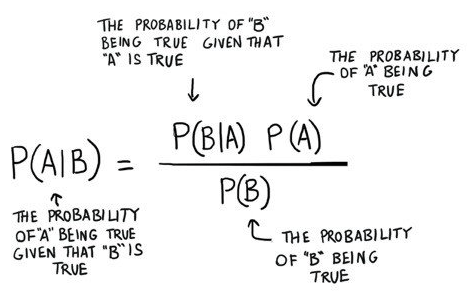 THE PROBABILITY OF "B"
BEING TRUE GIVEN THAT
"A" IS TRUE
THE PROBABILITY
OF "A" BEING
TRUE
P(A|B) =
P(B|A) P(A)
P(B)
THE PROBABILITY
OF "A" BEING TRUE
GIVEN THAT "B" IS
TRUE
THE PROBABILITY
OF "B" BEING
TRUE